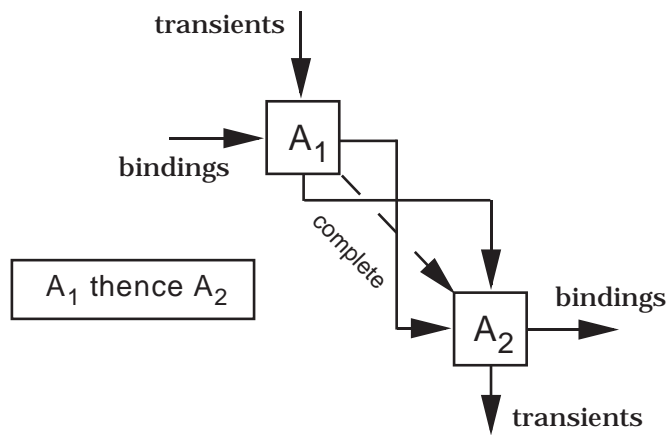 transients
A₁
bindings
complete
A₁ thence A₂
bindings
A₂
transients